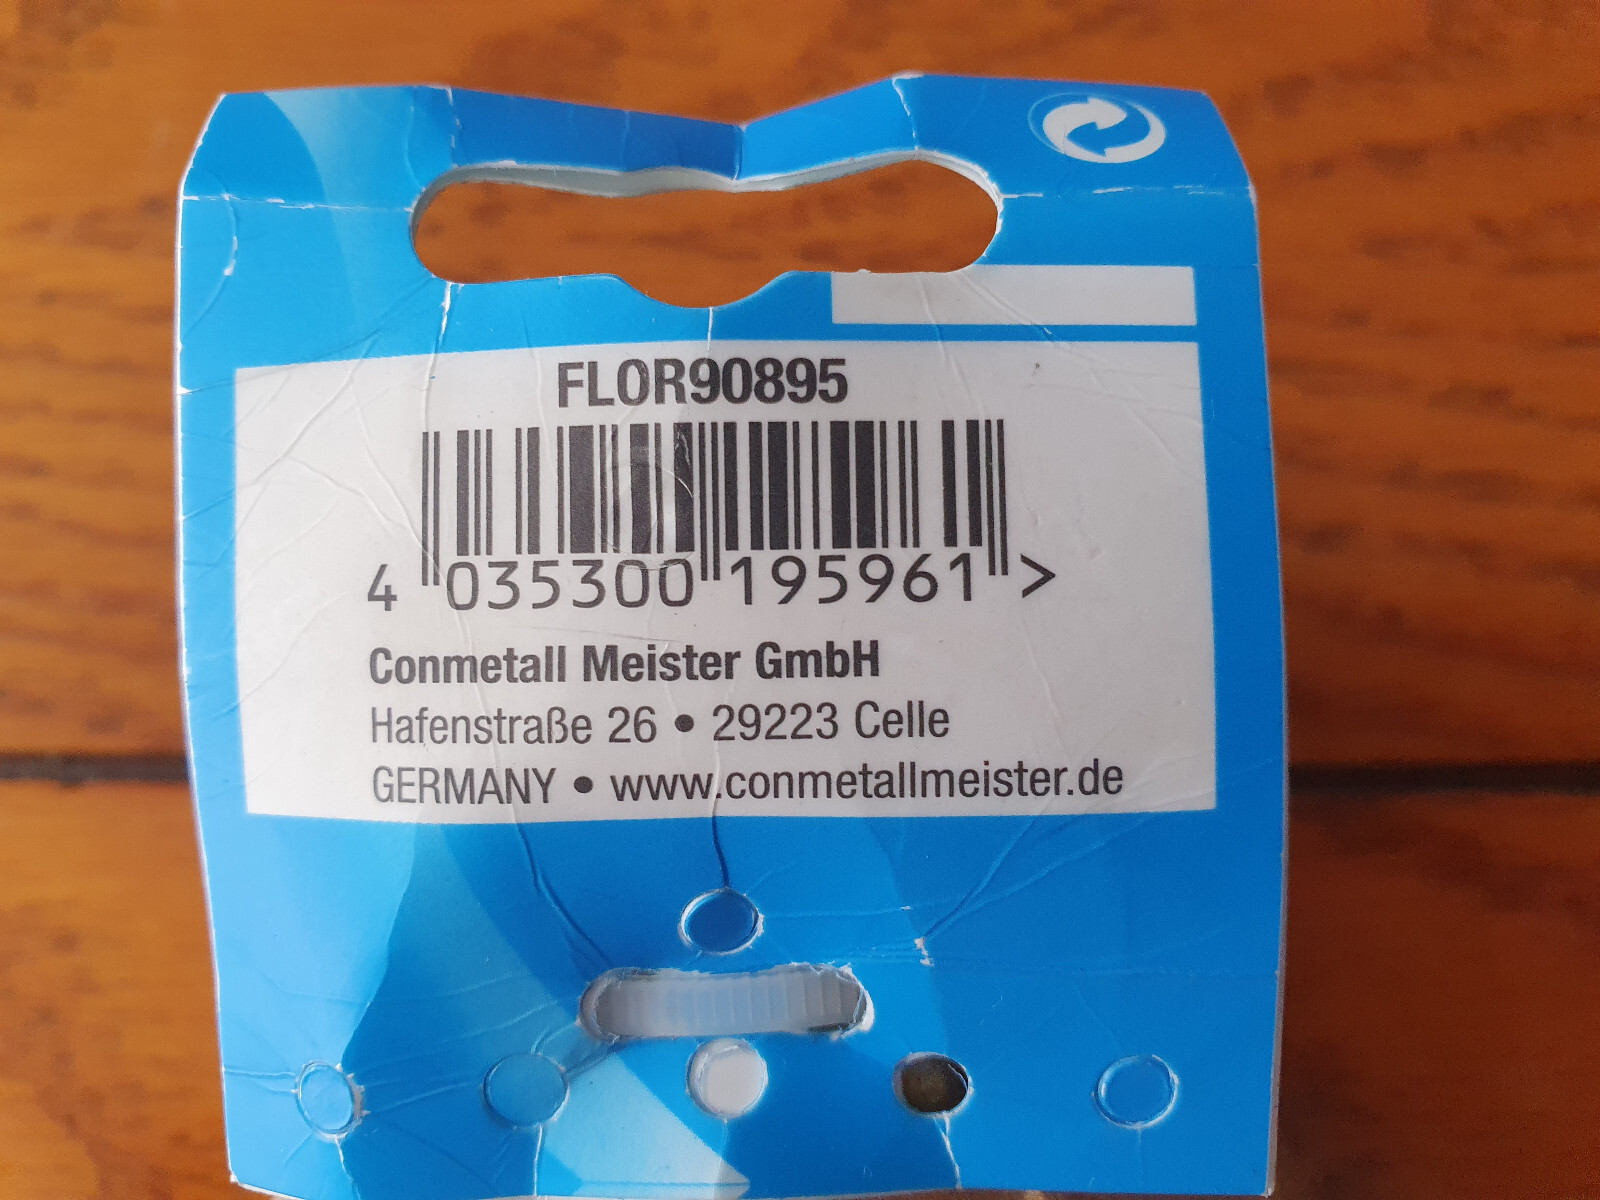 FLOR90895
4 035300 195961 >
Conmetall Meister GmbH
Hafenstraße 26 • 29223 Celle
GERMANY • www.conmetallmeister.de